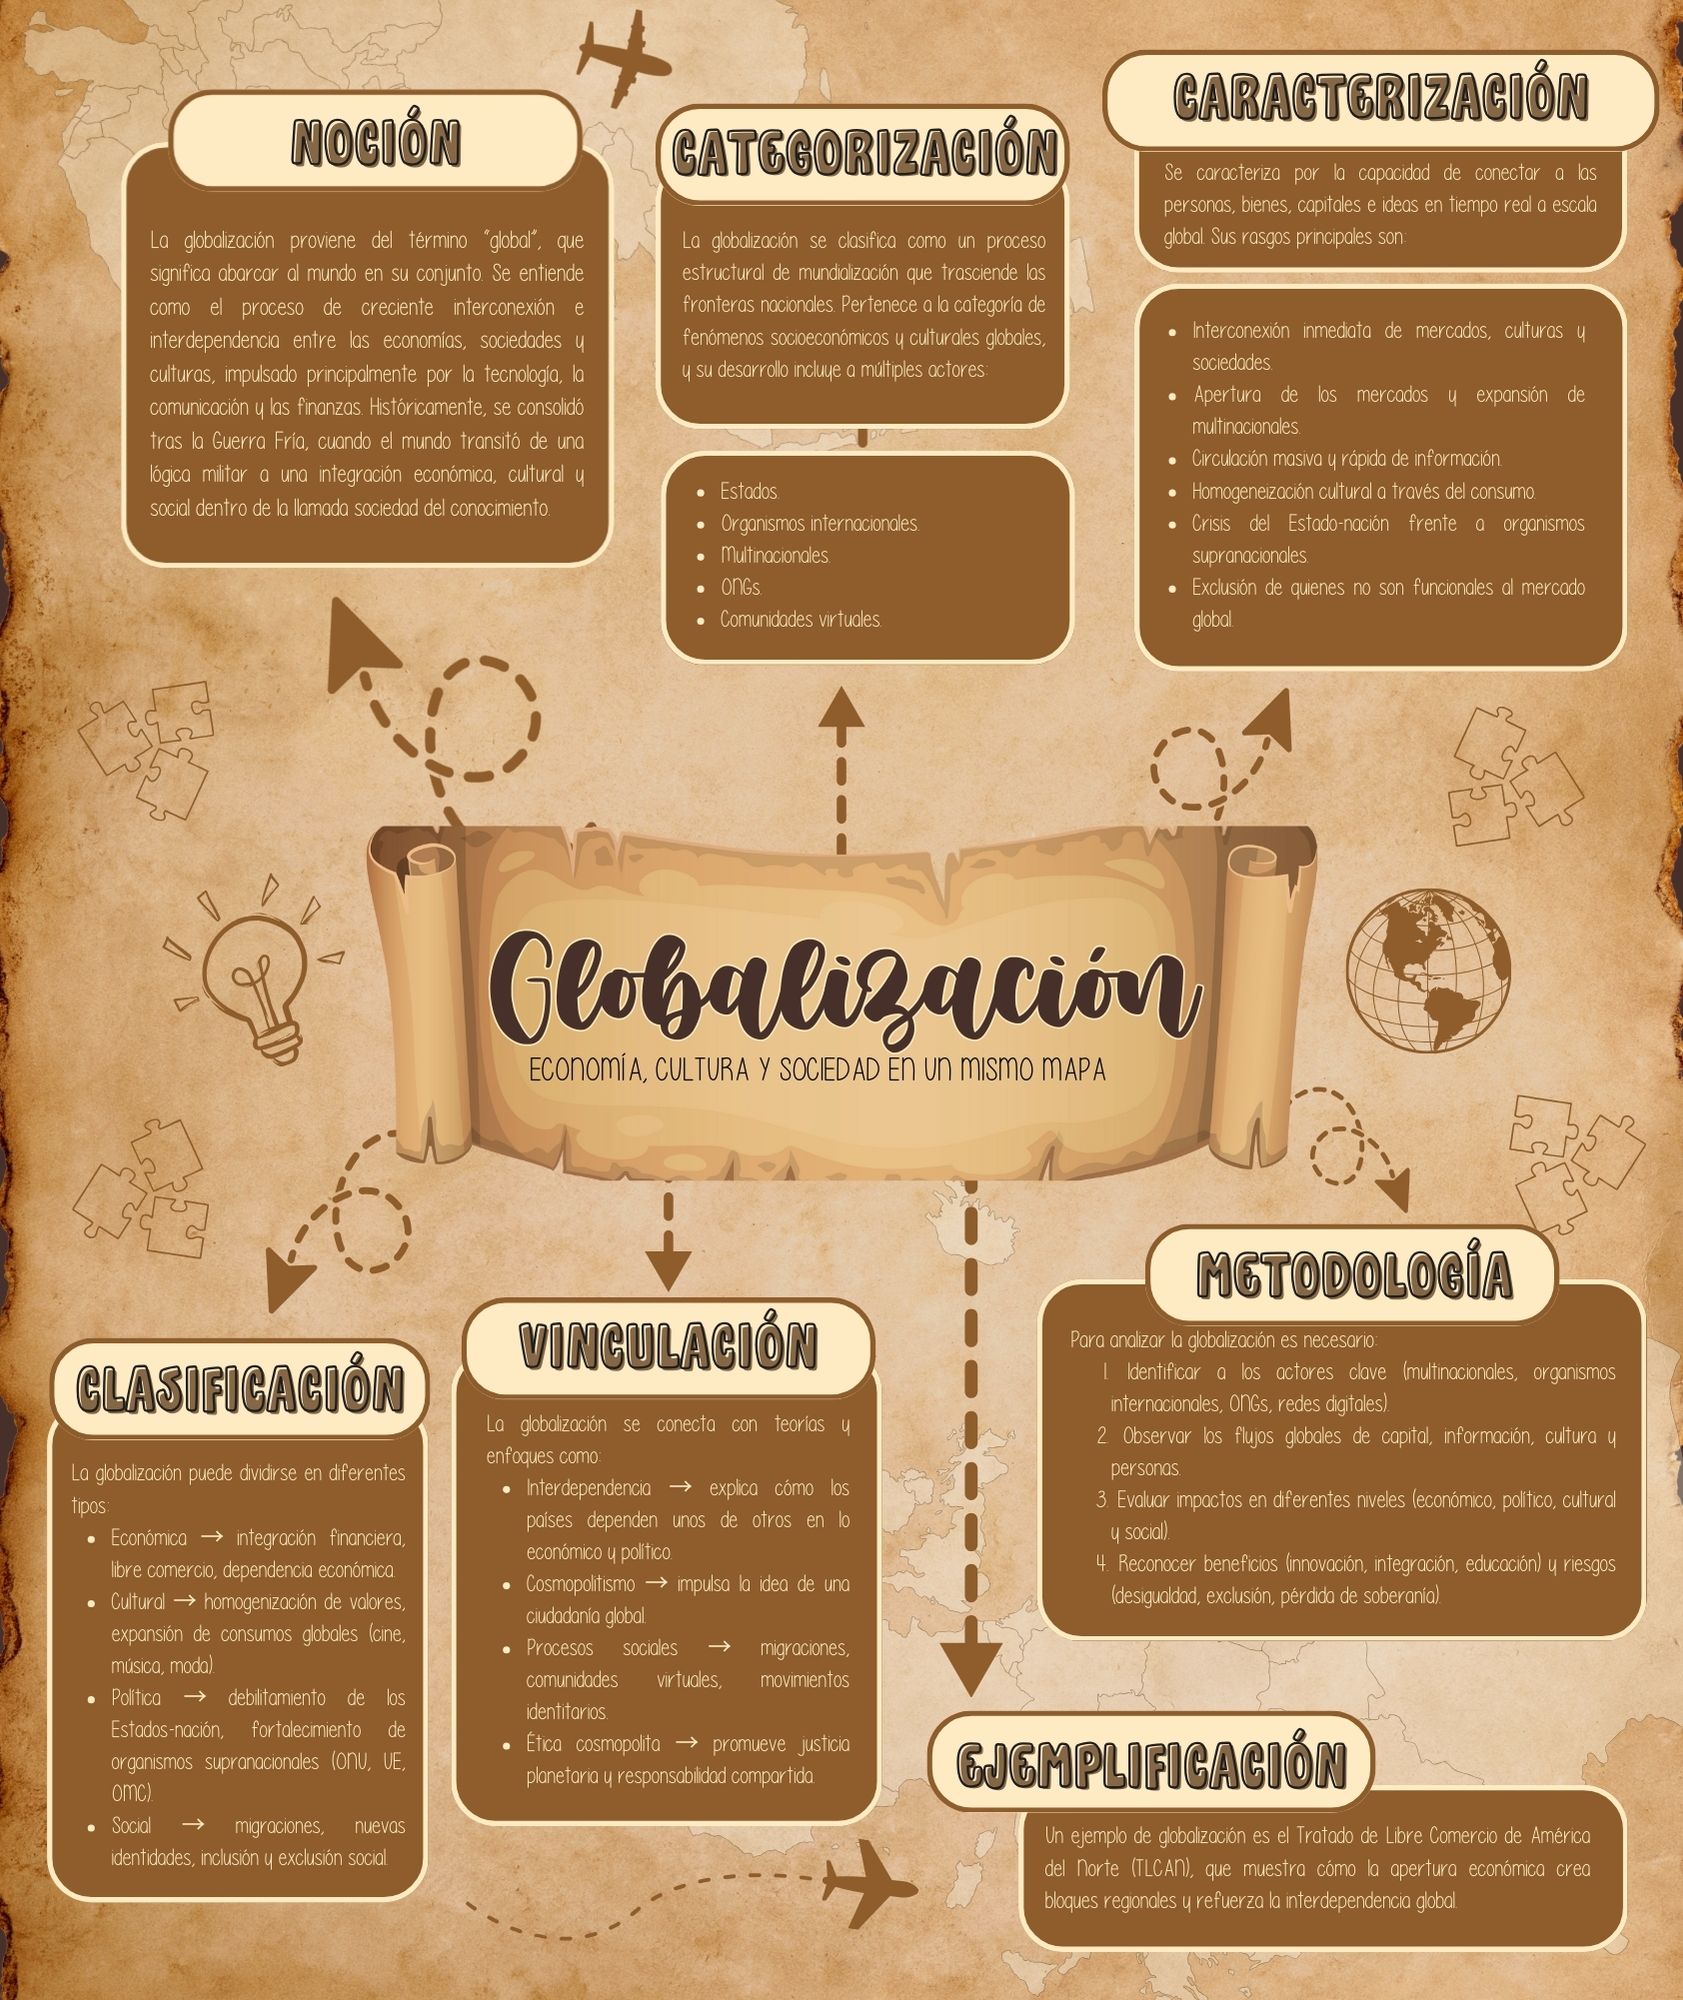 NOCIÓN
La globalización proviene del término "global", que
significa abarcar al mundo en su conjunto. Se entiende
como el proceso de creciente interconexión e
interdependencia entre las economías, sociedades y
culturas, impulsado principalmente por la tecnología, la
comunicación y las finanzas. Históricamente, se consolidó
tras la Guerra Fría, cuando el mundo transitó de una
lógica militar a una integración económica, cultural y
social dentro de la llamada sociedad del conocimiento.
CATEGORIZACIÓN
La globalización se clasifica como un proceso
estructural de mundialización que trasciende las
fronteras nacionales. Pertenece a la categoría de
fenómenos socioeconómicos y culturales globales,
y su desarrollo incluye a múltiples actores:
• Estados.
• Organismos internacionales.
• Multinacionales.
• ONGs.
• Comunidades virtuales.
CARACTERIZACIÓN
Se caracteriza por la capacidad de conectar a las
personas, bienes, capitales e ideas en tiempo real a escala
global. Sus rasgos principales son:
• Interconexión inmediata de mercados, culturas y
sociedades.
• Apertura de los mercados y expansión de
multinacionales.
• Circulación masiva y rápida de información.
• Homogeneización cultural a través del consumo.
• Crisis del Estado-nación frente a organismos
supranacionales.
• Exclusión de quienes no son funcionales al mercado
global.
Globalización
ECONOMÍA, CULTURA Y SOCIEDAD EN UN MISMO MAPA
CLASIFICACIÓN
La globalización puede dividirse en diferentes
tipos:
• Económica → integración financiera,
libre comercio, dependencia económica.
• Cultural → homogenización de valores,
expansión de consumos globales (cine,
música, moda).
• Política → debilitamiento de los
Estados-nación, fortalecimiento de
organismos supranacionales (ONU, UE,
OMC).
• Social → migraciones, nuevas
identidades, inclusión y exclusión social.
VINCULACIÓN
La globalización se conecta con teorías y
enfoques como:
• Interdependencia → explica cómo los
países dependen unos de otros en lo
económico y político.
• Cosmopolitismo → impulsa la idea de una
ciudadanía global.
• Procesos sociales → migraciones,
comunidades virtuales, movimientos
identitarios.
• Ética cosmopolita → promueve justicia
planetaria y responsabilidad compartida.
METODOLOGÍA
Para analizar la globalización es necesario:
1. Identificar a los actores clave (multinacionales, organismos
internacionales, ONGs, redes digitales).
2. Observar los flujos globales de capital, información, cultura y
personas.
3. Evaluar impactos en diferentes niveles (económico, político, cultural
y social).
4. Reconocer beneficios (innovación, integración, educación) y riesgos
(desigualdad, exclusión, pérdida de soberanía).
EJEMPLIFICACIÓN
Un ejemplo de globalización es el Tratado de Libre Comercio de América
del Norte (TLCAN), que muestra cómo la apertura económica crea
bloques regionales y refuerza la interdependencia global.